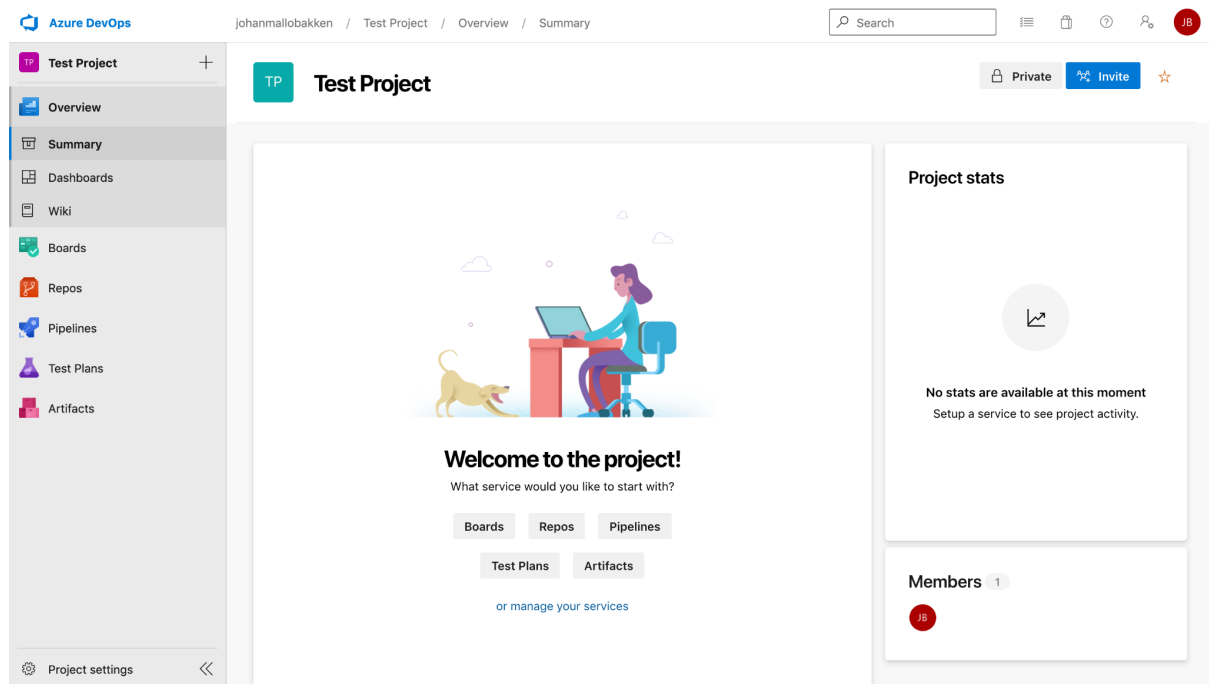 Azure DevOps
johanmallobakken / Test Project / Overview / Summary
Search
JB
TP Test Project
Overview
Summary
Dashboards
Wiki
Boards
Repos
Pipelines
Test Plans
Artifacts
Project settings
TP Test Project
Private
Invite
Welcome to the project!
What service would you like to start with?
Boards Repos Pipelines
Test Plans Artifacts
or manage your services
Project stats
No stats are available at this moment
Setup a service to see project activity.
Members 1
JB